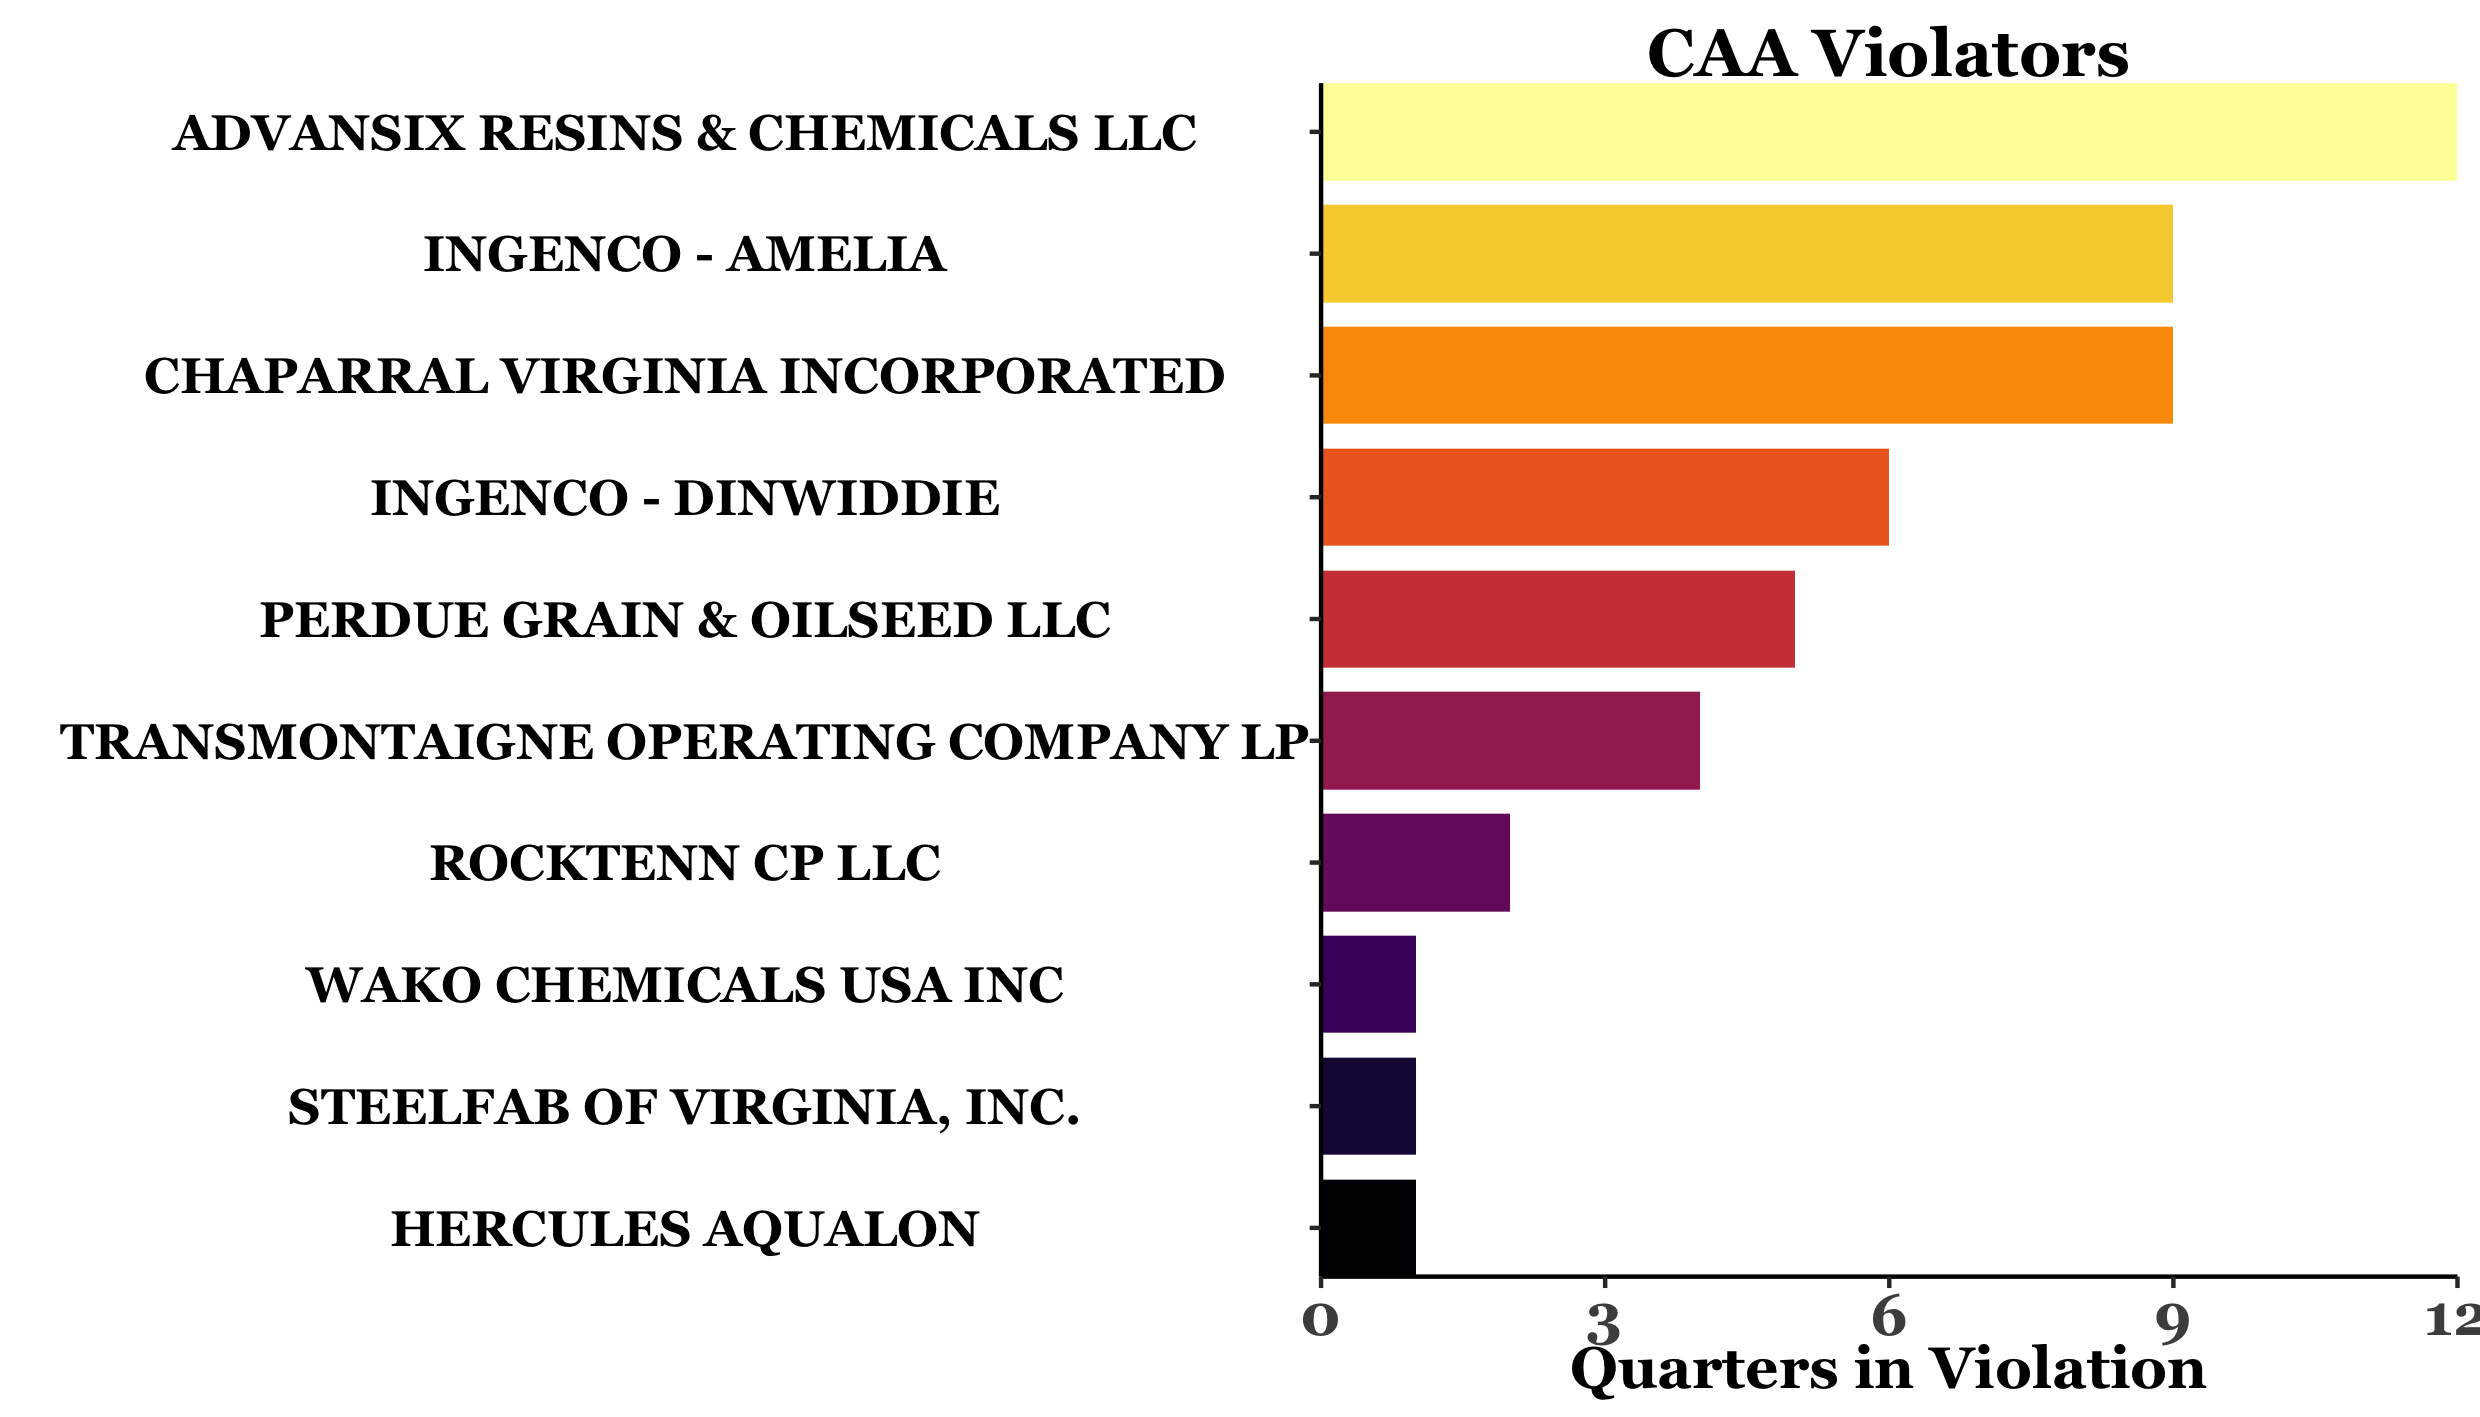 CAA Violators
ADVANSIX RESINS & CHEMICALS LLC
INGENCO - AMELIA
CHAPARRAL VIRGINIA INCORPORATED
INGENCO - DINWIDDIE
PERDUE GRAIN & OILSEED LLC
TRANSMONTAIGNE OPERATING COMPANY LP
ROCKTENN CP LLC
WAKO CHEMICALS USA INC
STEELFAB OF VIRGINIA, INC.
HERCULES AQUALON
0 3 6 9 12
Quarters in Violation